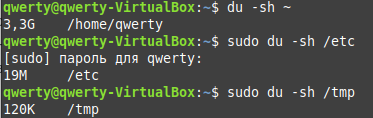 qwerty@qwerty-VirtualBox:~$ du -sh ~
3,3G    /home/qwerty
qwerty@qwerty-VirtualBox:~$ sudo du -sh /etc
[sudo] пароль для qwerty:
19M     /etc
qwerty@qwerty-VirtualBox:~$ sudo du -sh /tmp
120K    /tmp